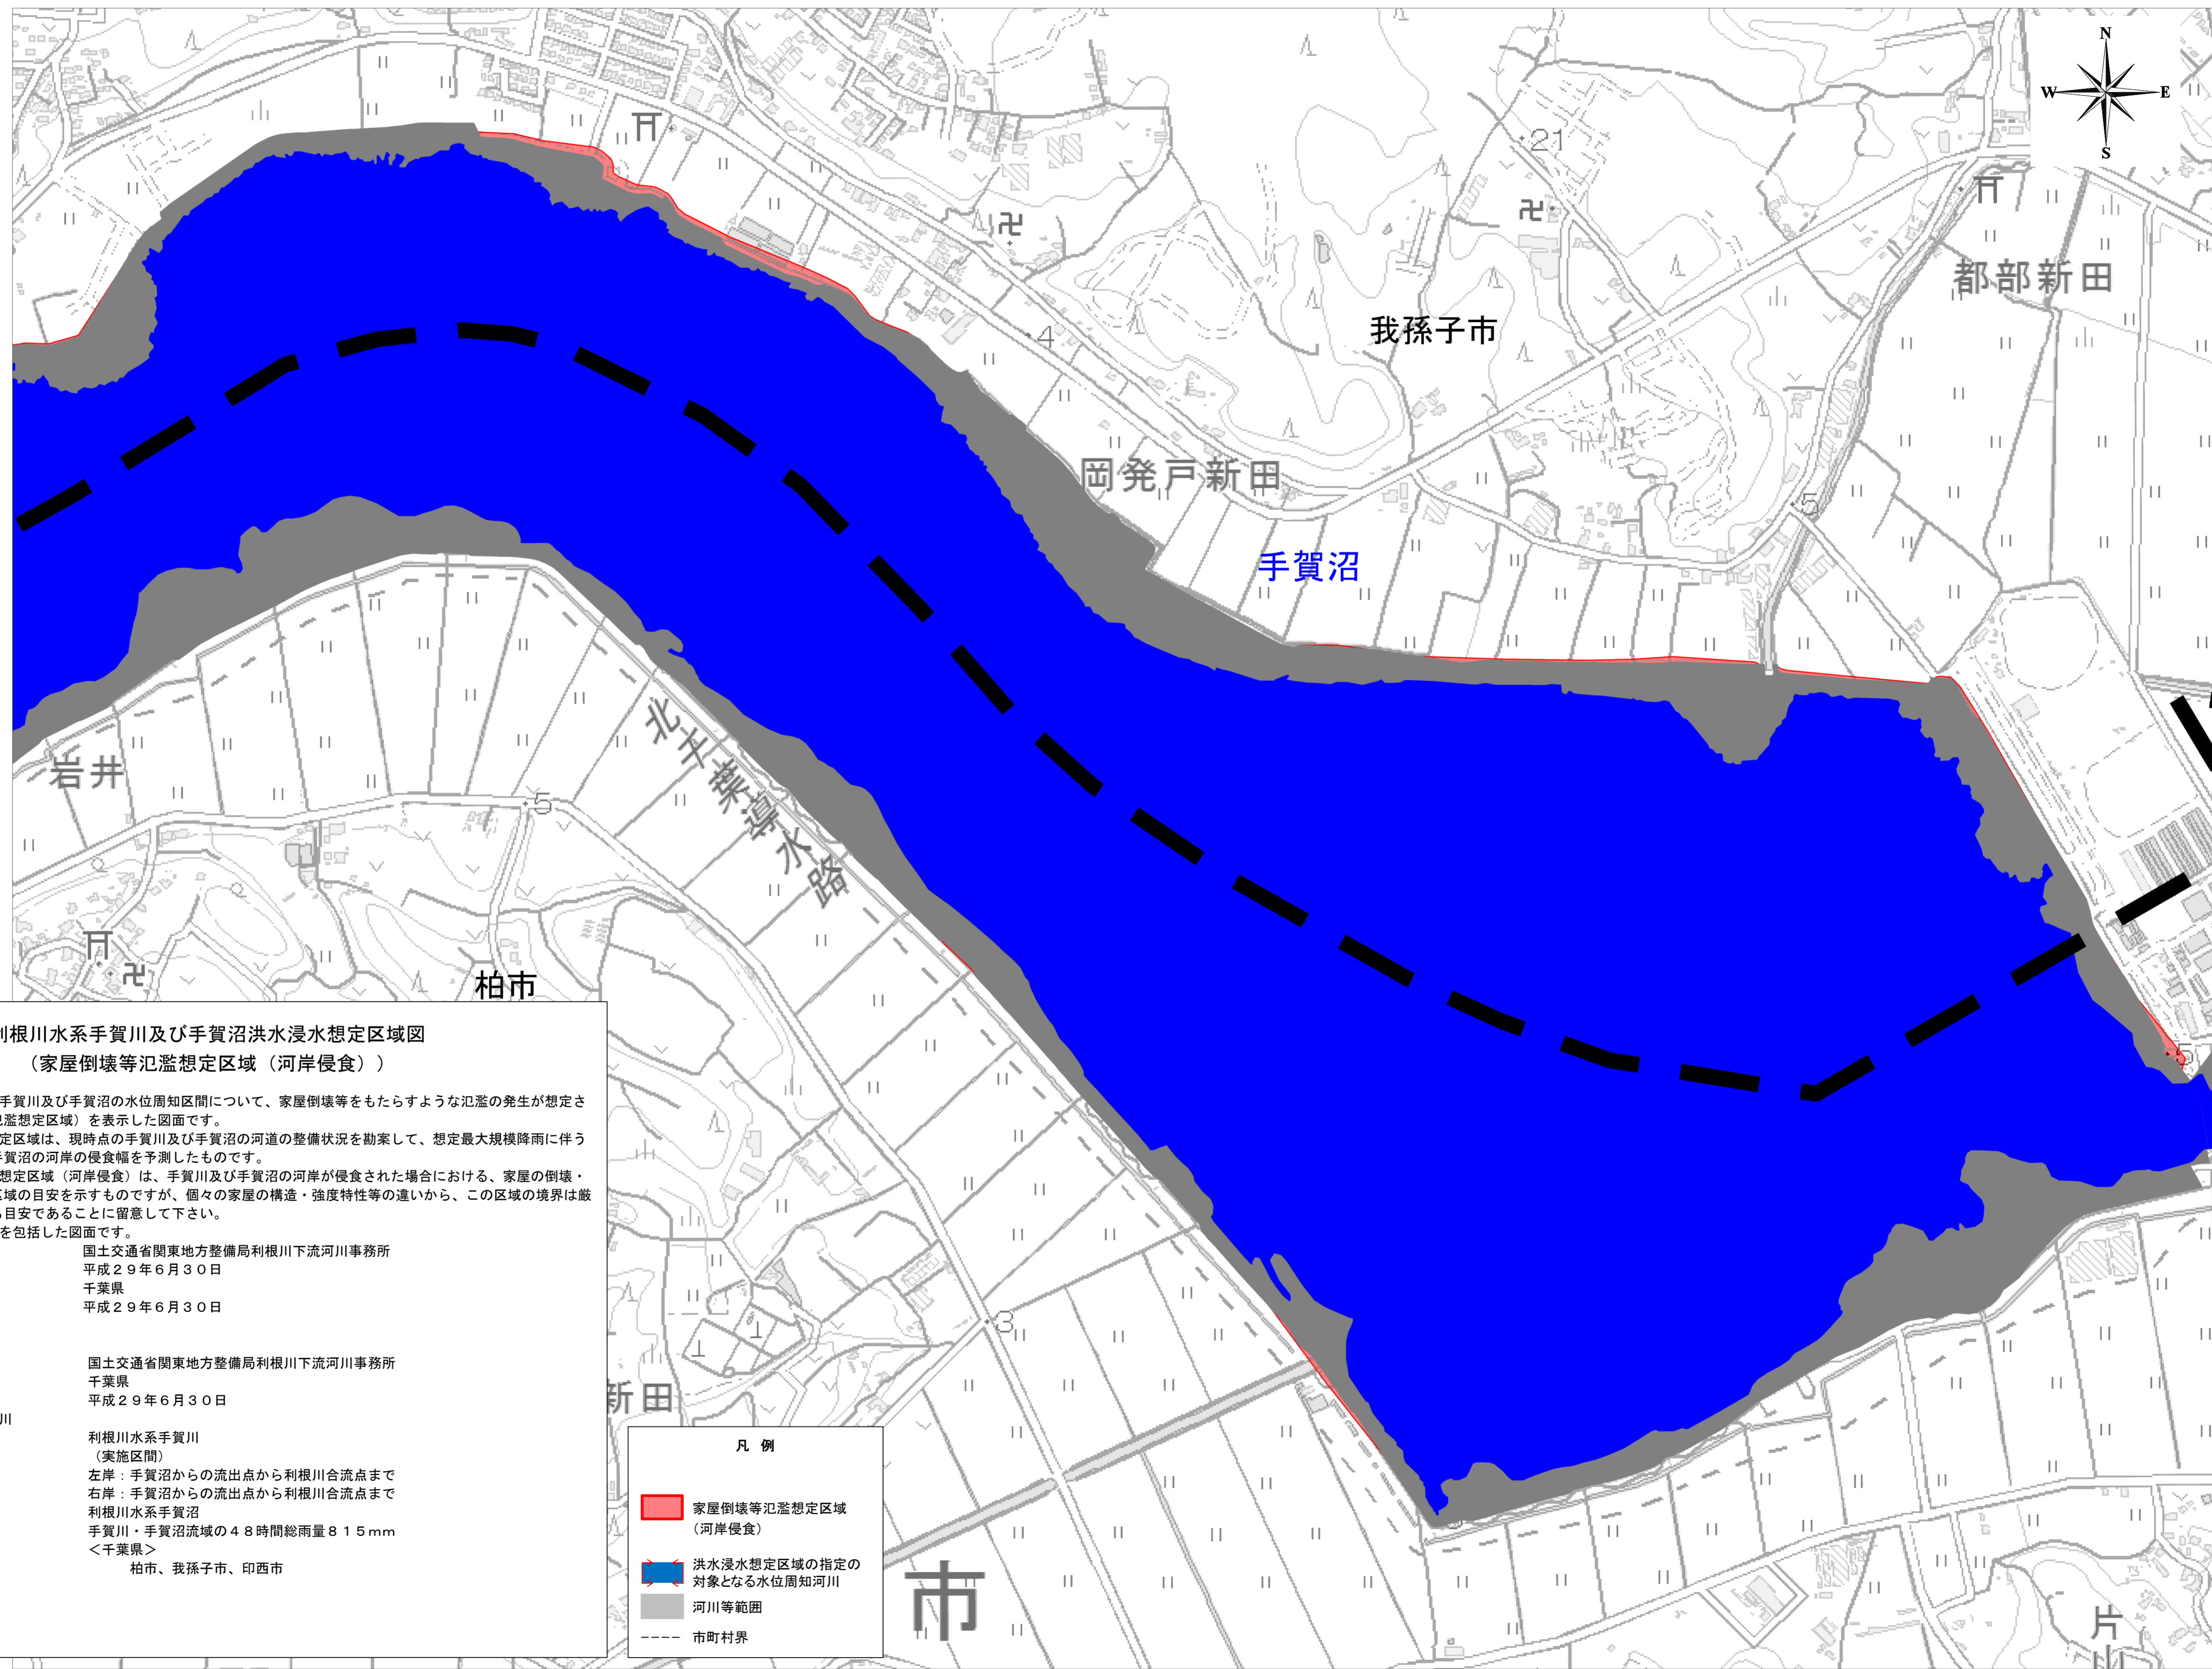 N
W
E
S
21
都部新田
我孫子市
4
岡発戸新田
5
手賀沼
北千葉導水路
岩井
5
柏市
5
利根川水系手賀川及び手賀沼洪水浸水想定区域図
（家屋倒壊等氾濫想定区域（河岸侵食））
手賀川及び手賀沼の水位周知区間について、家屋倒壊等をもたらすような氾濫の発生が想定さ
氾濫想定区域）を表示した図面です。
定区域は、現時点の手賀川及び手賀沼の河道の整備状況を勘案して、想定最大規模降雨に伴う
手賀沼の河岸の侵食幅を予測したものです。
想定区域（河岸侵食）は、手賀川及び手賀沼の河岸が侵食された場合における、家屋の倒壊・
区域の目安を示すものですが、個々の家屋の構造・強度特性等の違いから、この区域の境界は厳
る目安であることに留意して下さい。
を包括した図面です。
国土交通省関東地方整備局利根川下流河川事務所
平成２９年６月３０日
千葉県
平成２９年６月３０日
国土交通省関東地方整備局利根川下流河川事務所
千葉県
平成２９年６月３０日
川
利根川水系手賀川
（実施区間）
左岸：手賀沼からの流出点から利根川合流点まで
右岸：手賀沼からの流出点から利根川合流点まで
利根川水系手賀沼
手賀川・手賀沼流域の４８時間総雨量８１５mm
＜千葉県＞
柏市、我孫子市、印西市
3
新田
凡 例
家屋倒壊等氾濫想定区域
（河岸侵食）
洪水浸水想定区域の指定の
対象となる水位周知河川
河川等範囲
市町村界
市
片山